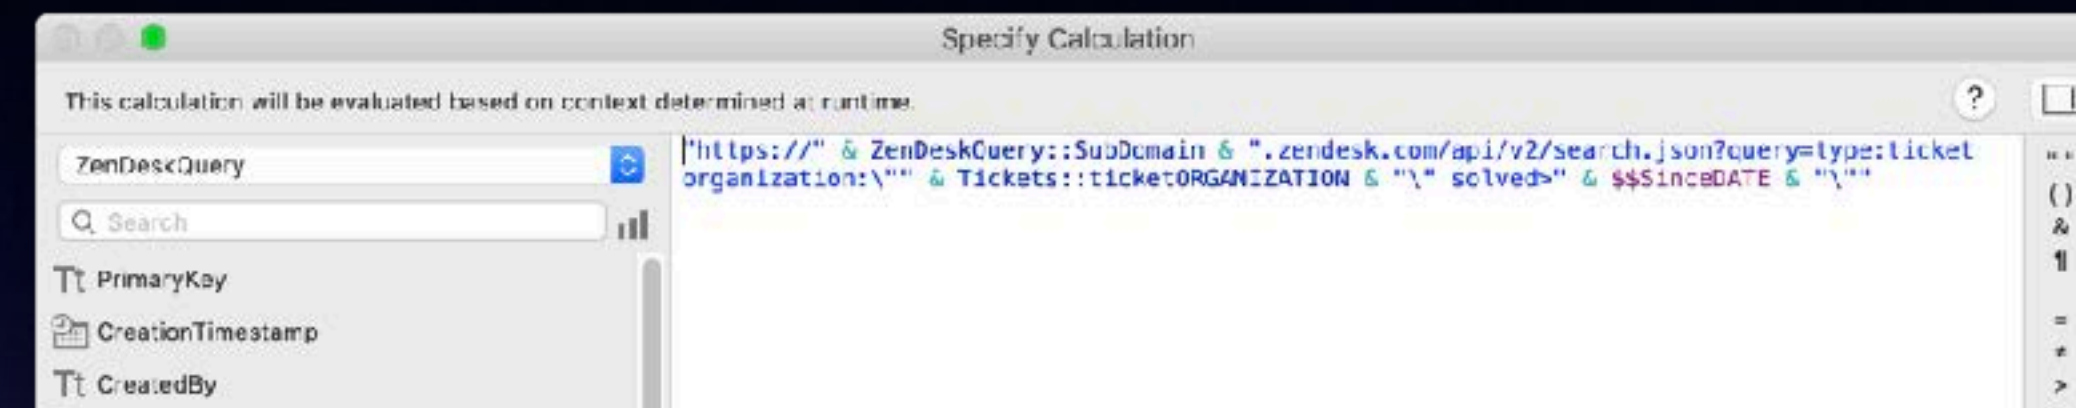 Specify Calculation
This calculation will be evaluated based on context determined at runtime.
?
ZenDeskQuery
"https://" & ZenDeskQuery::SubDomain & ".zendesk.com/api/v2/search.json?query=type:ticket
organization:\"" & Tickets::ticketORGANIZATION & "\" solved>" & $$SinceDATE & "\""
Search
PrimaryKey
CreationTimestamp
CreatedBy
" "
( )
&
¶
=
≠
>